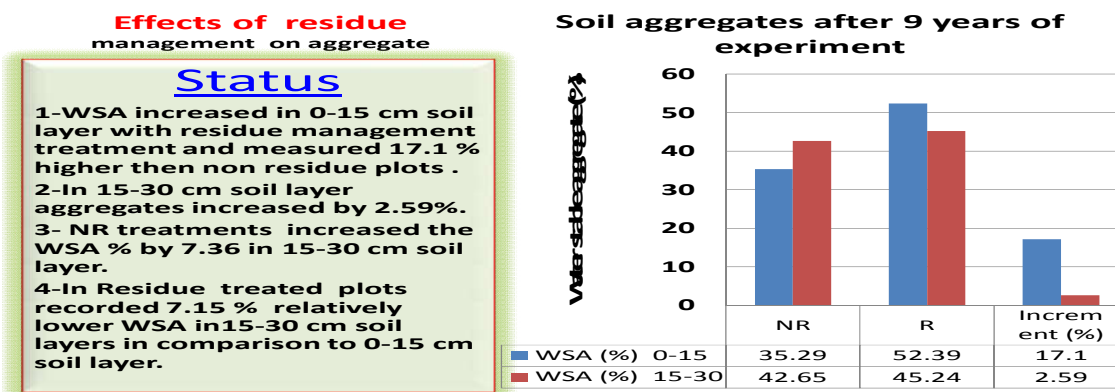 Effects of residue
management on aggregate
Status
1-WSA increased in 0-15 cm soil
layer with residue management
treatment and measured 17.1 %
higher then non residue plots .
2-In 15-30 cm soil layer
aggregates increased by 2.59%.
3- NR treatments increased the
WSA % by 7.36 in 15-30 cm soil
layer.
4-In Residue treated plots
recorded 7.15 % relatively
lower WSA in15-30 cm soil
layers in comparison to 0-15 cm
soil layer.
Soil aggregates after 9 years of
experiment
60
50
40
30
20
10
0
NR R Increm
ent (%)
WSA (%) 0-15 35.29 52.39 17.1
WSA (%) 15-30 42.65 45.24 2.59